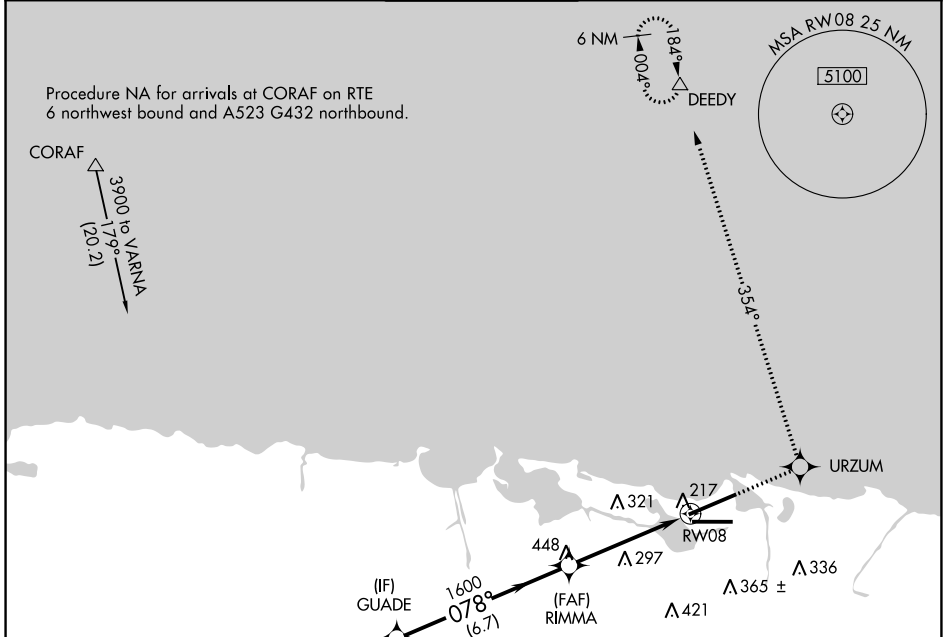 6 NM
184°
004°
DEEDY
MSA RW08 25 NM
5100
Procedure NA for arrivals at CORAF on RTE
6 northwest bound and A523 G432 northbound.
CORAF
3900 to VARNA
179°
(20.2)
354°
URZUM
321
217
RW08
448
297
336
365 ±
421
(IF)
GUADE
1600
078°
(6.7)
(FAF)
RIMMA